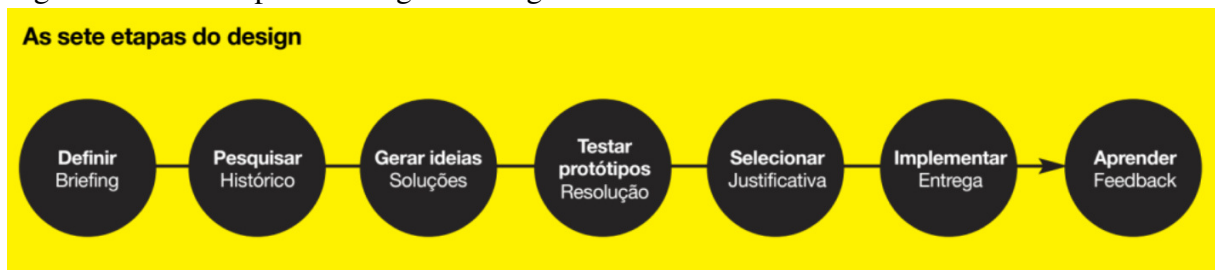 As sete etapas do design
Definir
Briefing
Pesquisar
Histórico
Gerar ideias
Soluções
Testar
protótipos
Resolução
Selecionar
Justificativa
Implementar
Entrega
Aprender
Feedback